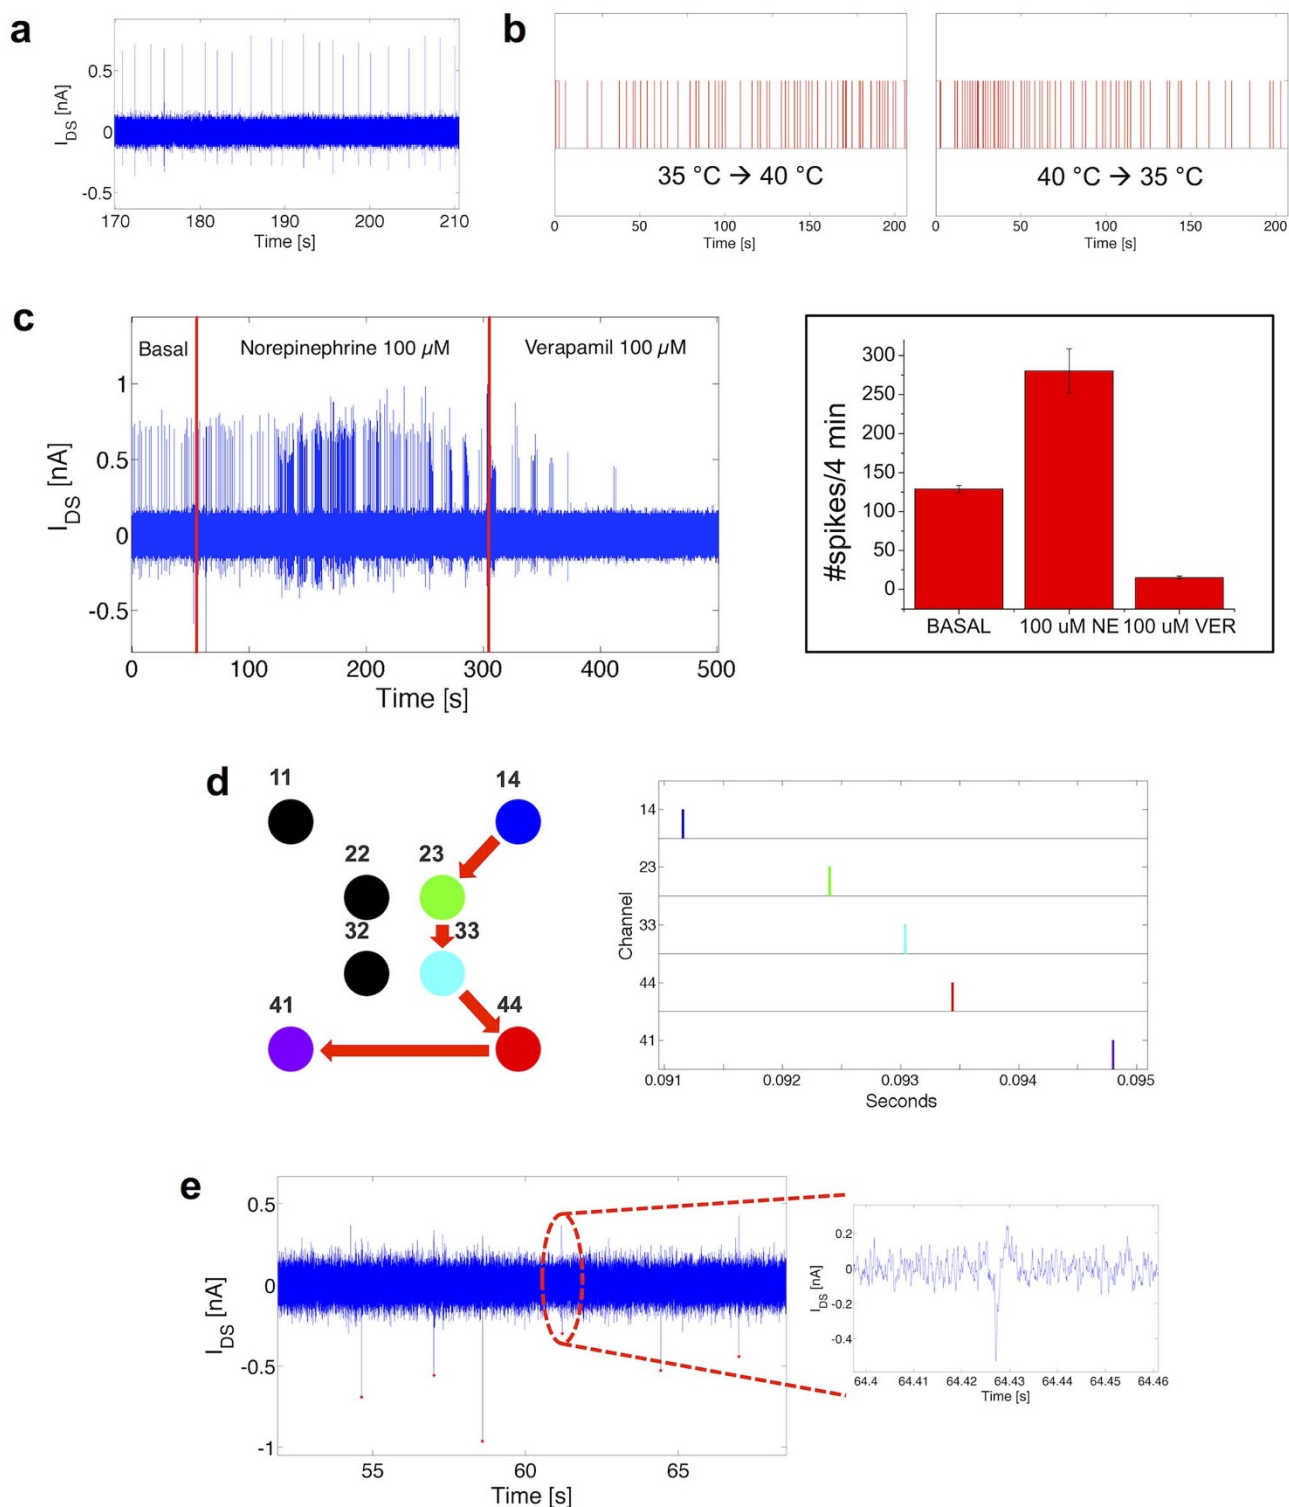 a
I_DS [nA]
0.5
0
-0.5
170 180 190 200 210
Time [s]
b
35 °C → 40 °C
0 50 100 150 200
Time [s]
40 °C → 35 °C
0 50 100 150 200
Time [s]
c
Basal Norepinephrine 100 µM Verapamil 100 µM
I_DS [nA]
1
0.5
0
-0.5
0 100 200 300 400 500
Time [s]
#spikes/4 min
300
250
200
150
100
50
0
BASAL 100 uM NE 100 uM VER
d
11 14
22 23
32 33
41 44
Channel
14
23
33
44
41
0.091 0.092 0.093 0.094 0.095
Seconds
e
I_DS [nA]
0.5
0
-0.5
-1
55 60 65
Time [s]
I_DS [nA]
0.2
0
-0.2
-0.4
64.4 64.41 64.42 64.43 64.44 64.45 64.46
Time [s]